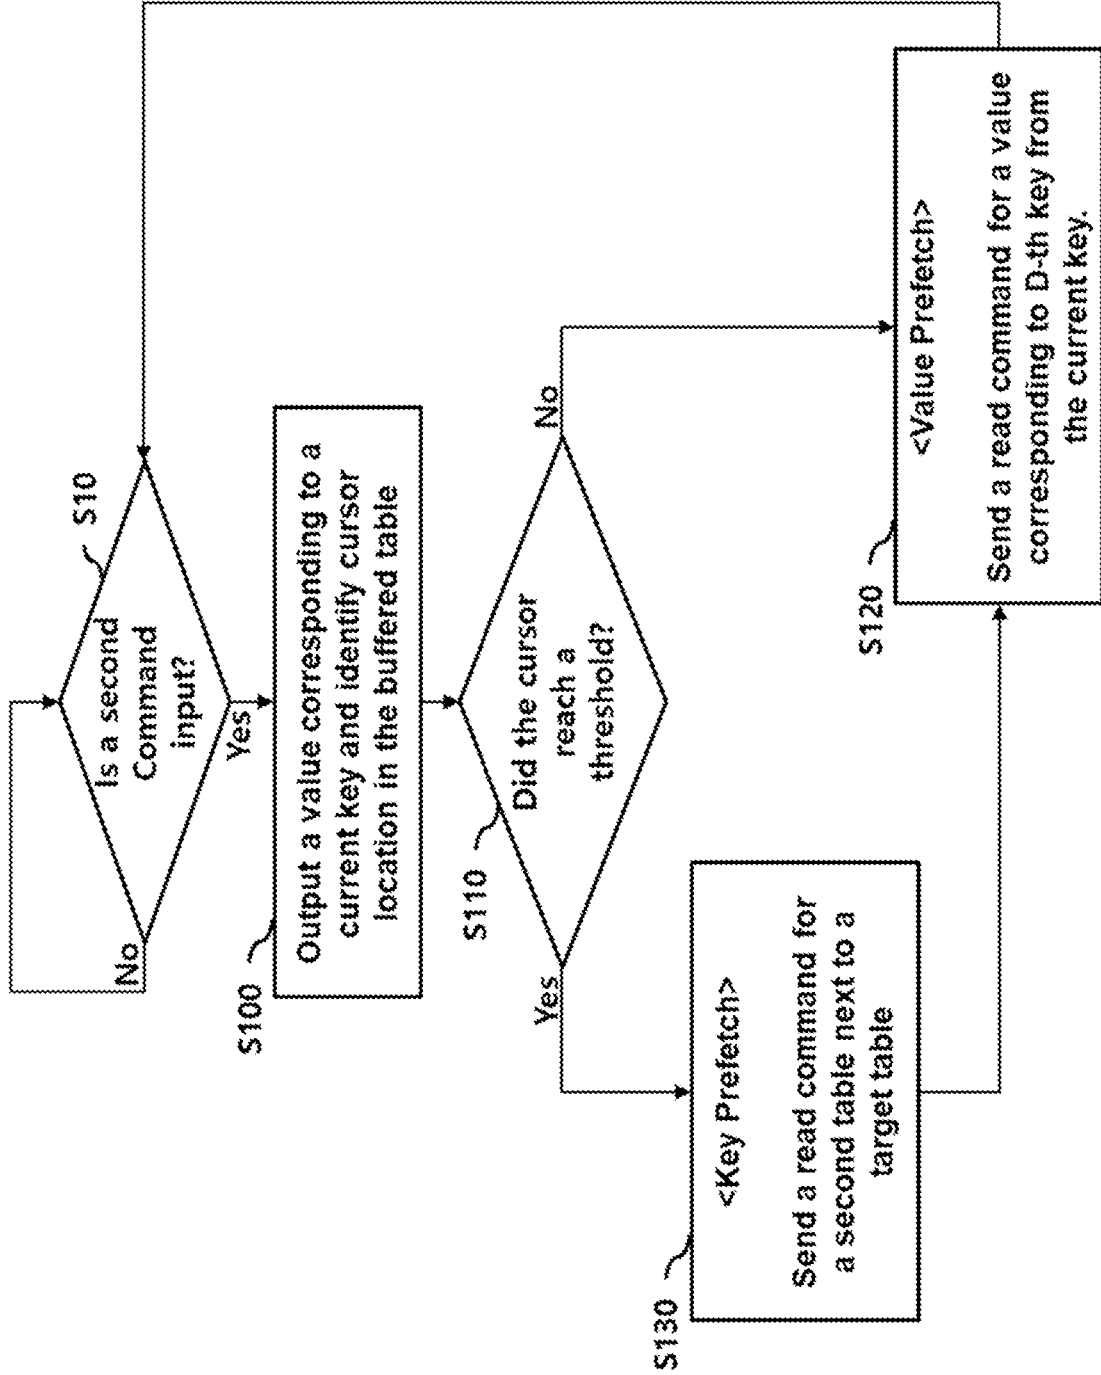 S10
Is a second
Command
input?
No
Yes
S100
Output a value corresponding to a
current key and identify cursor
location in the buffered table
S110
Did the cursor
reach a
threshold?
Yes
No
S130
<Key Prefetch>
Send a read command for
a second table next to a
target table
S120
<Value Prefetch>
Send a read command for a value
corresponding to D-th key from
the current key.